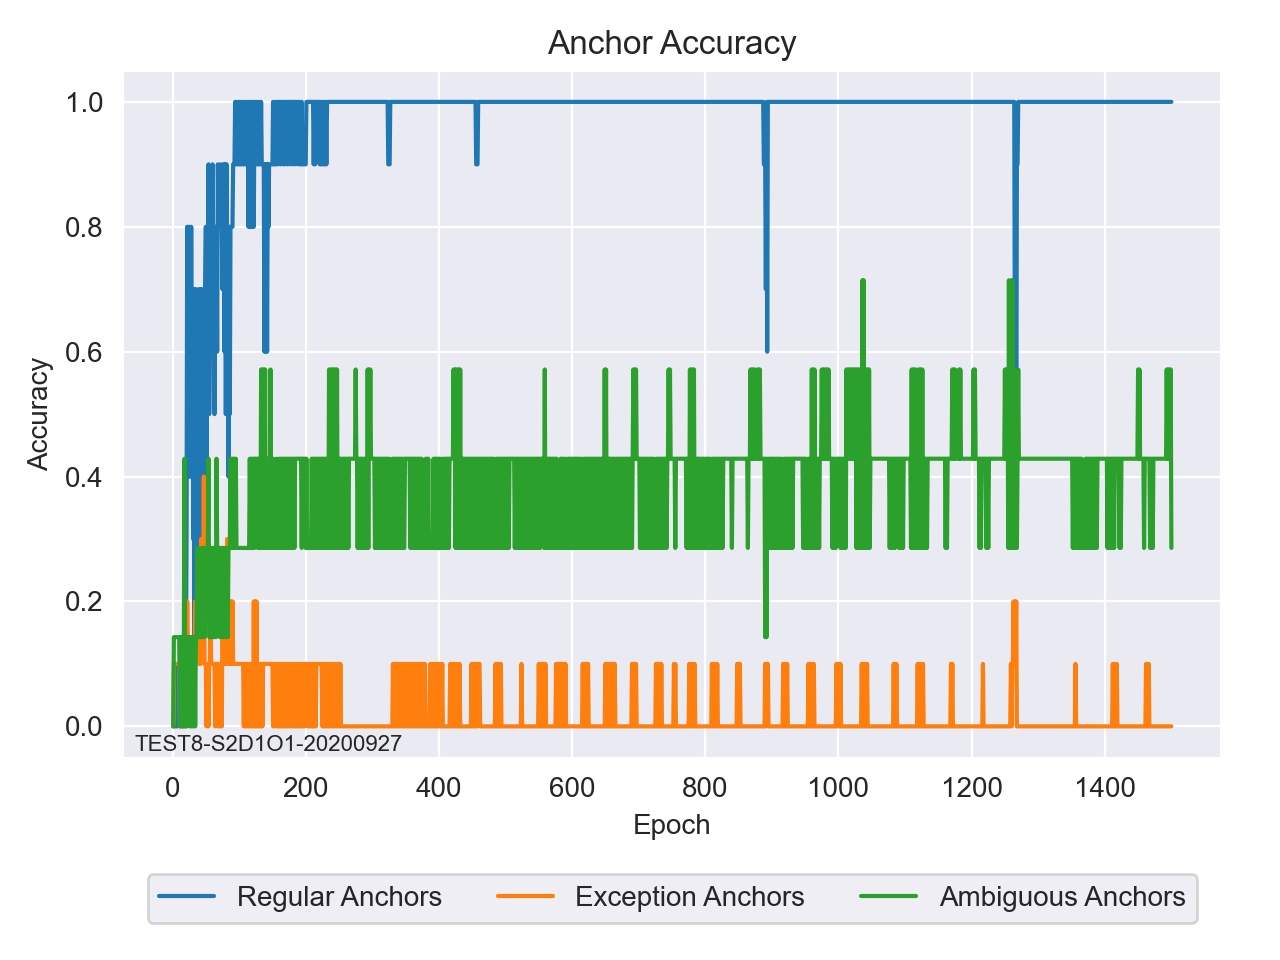 Anchor Accuracy
1.0
0.8
0.6
0.4
0.2
0.0
Accuracy
TEST8-S2D1O1-20200927
0 200 400 600 800 1000 1200 1400
Epoch
Regular Anchors Exception Anchors Ambiguous Anchors